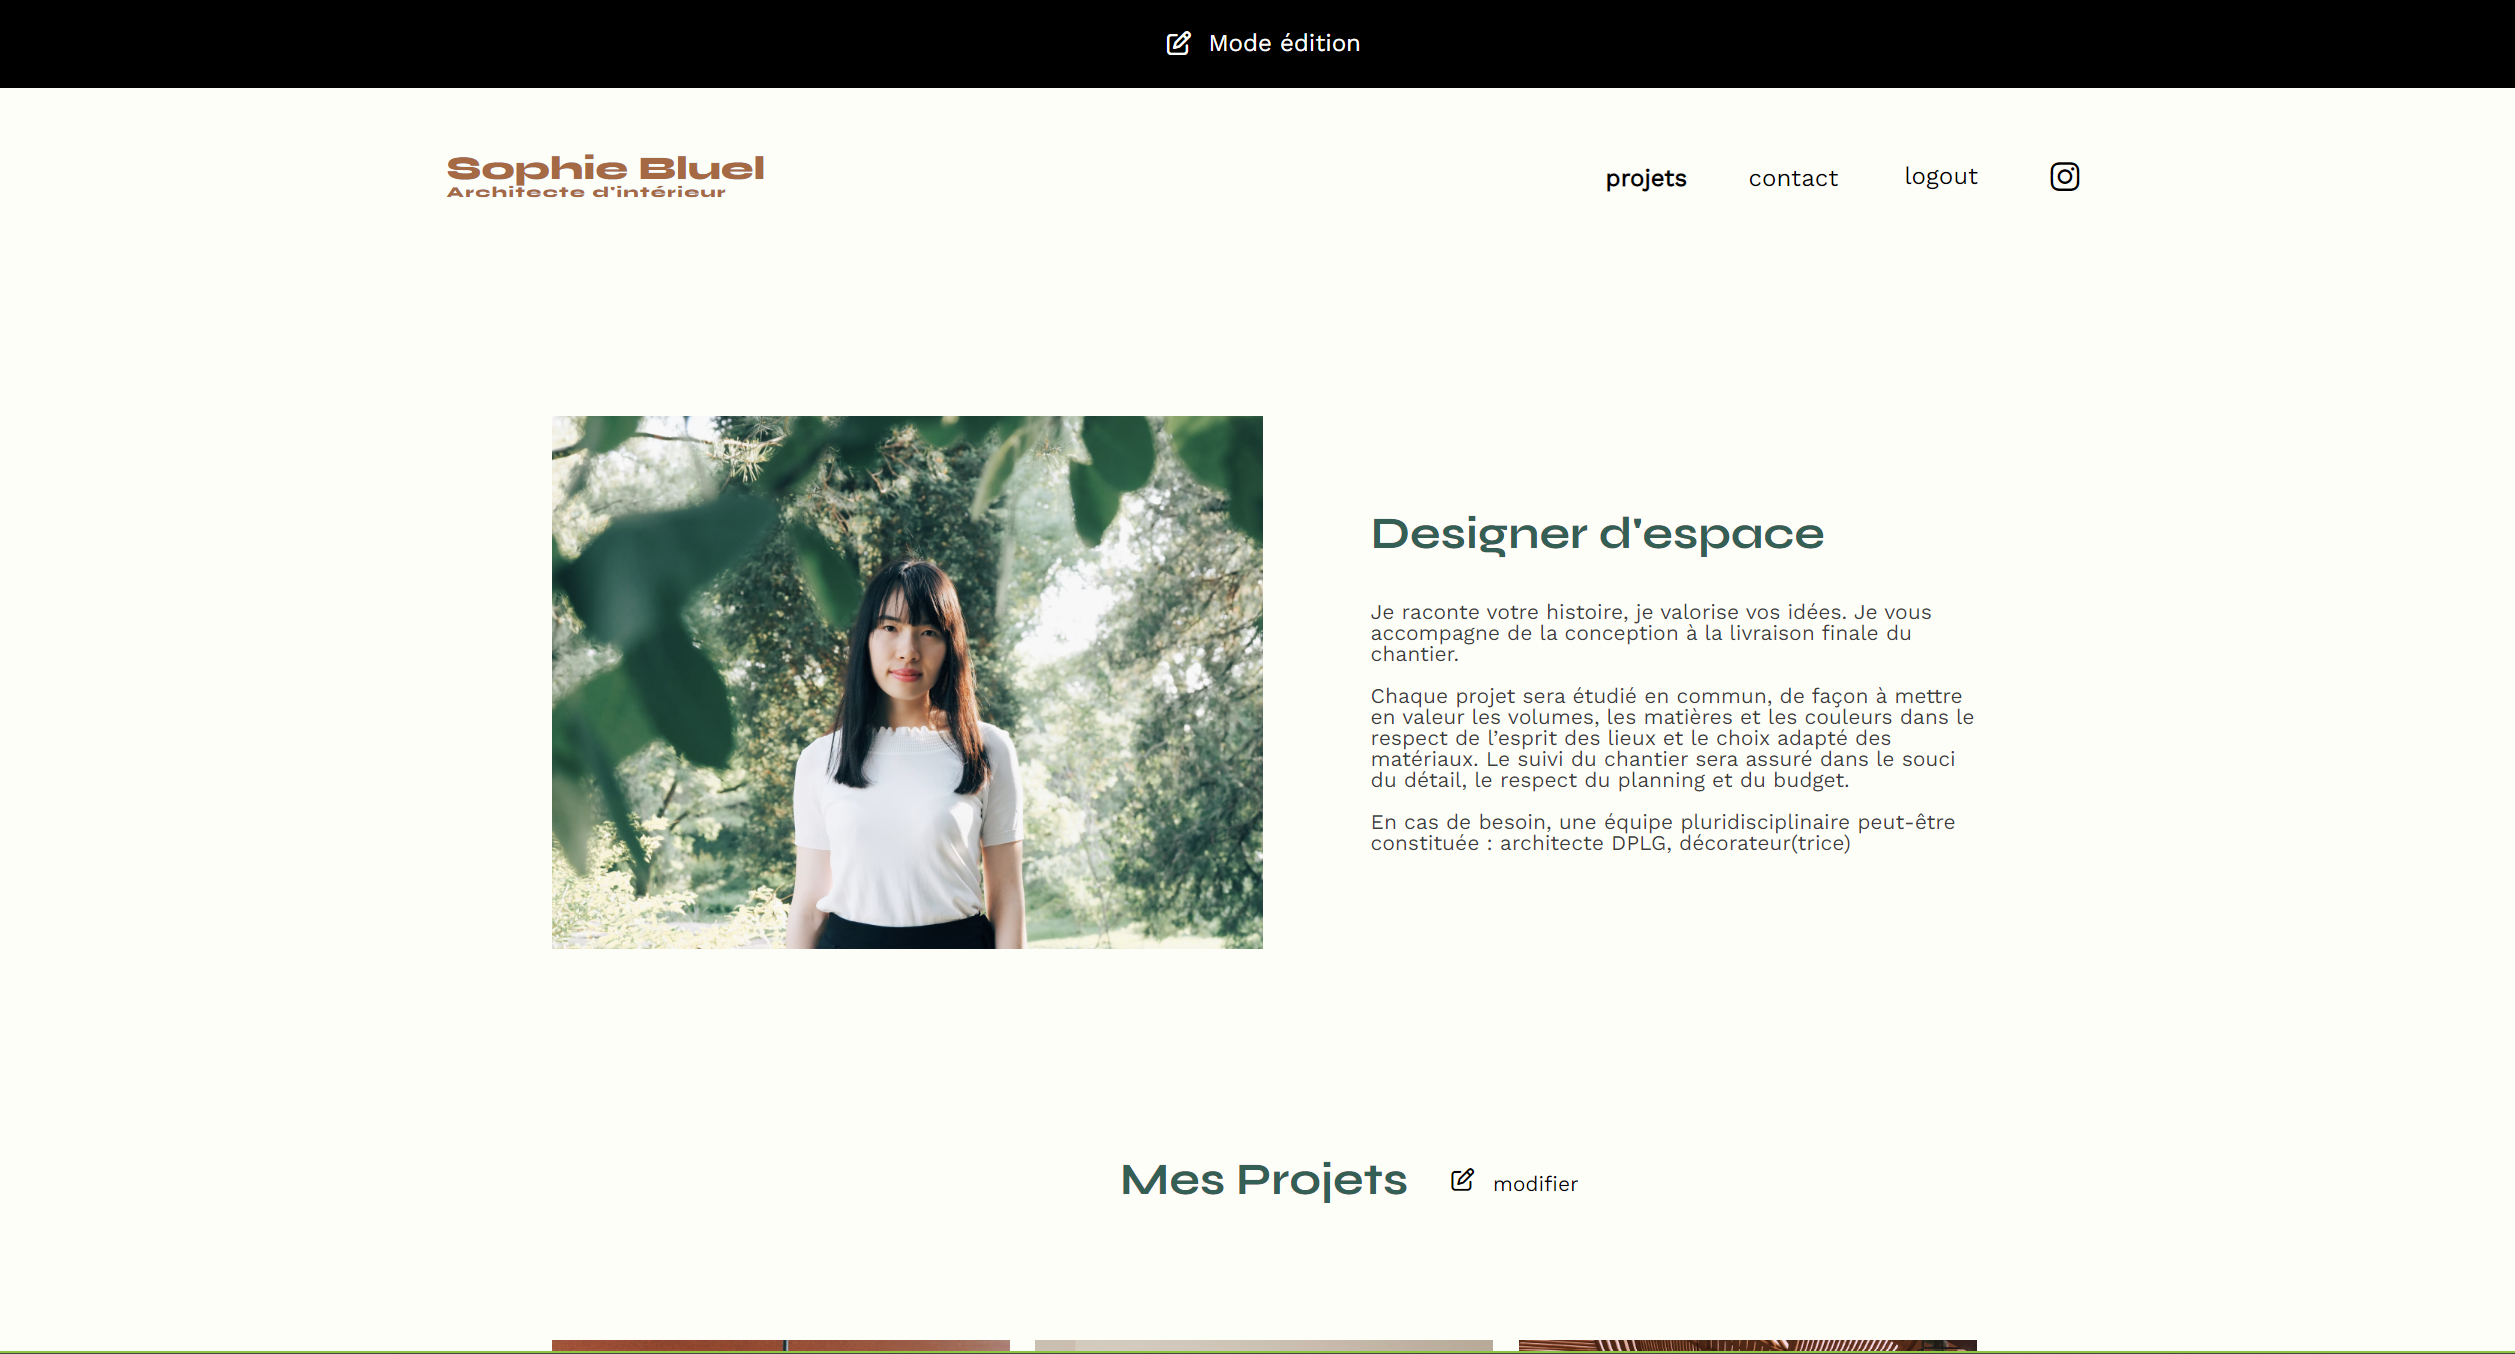 Mode édition
Sophie Bluel
Architecte d'intérieur
projets
contact
logout
Designer d'espace
Je raconte votre histoire, je valorise vos idées. Je vous
accompagne de la conception à la livraison finale du
chantier.
Chaque projet sera étudié en commun, de façon à mettre
en valeur les volumes, les matières et les couleurs dans le
respect de l’esprit des lieux et le choix adapté des
matériaux. Le suivi du chantier sera assuré dans le souci
du détail, le respect du planning et du budget.
En cas de besoin, une équipe pluridisciplinaire peut-être
constituée : architecte DPLG, décorateur(trice)
Mes Projets
modifier